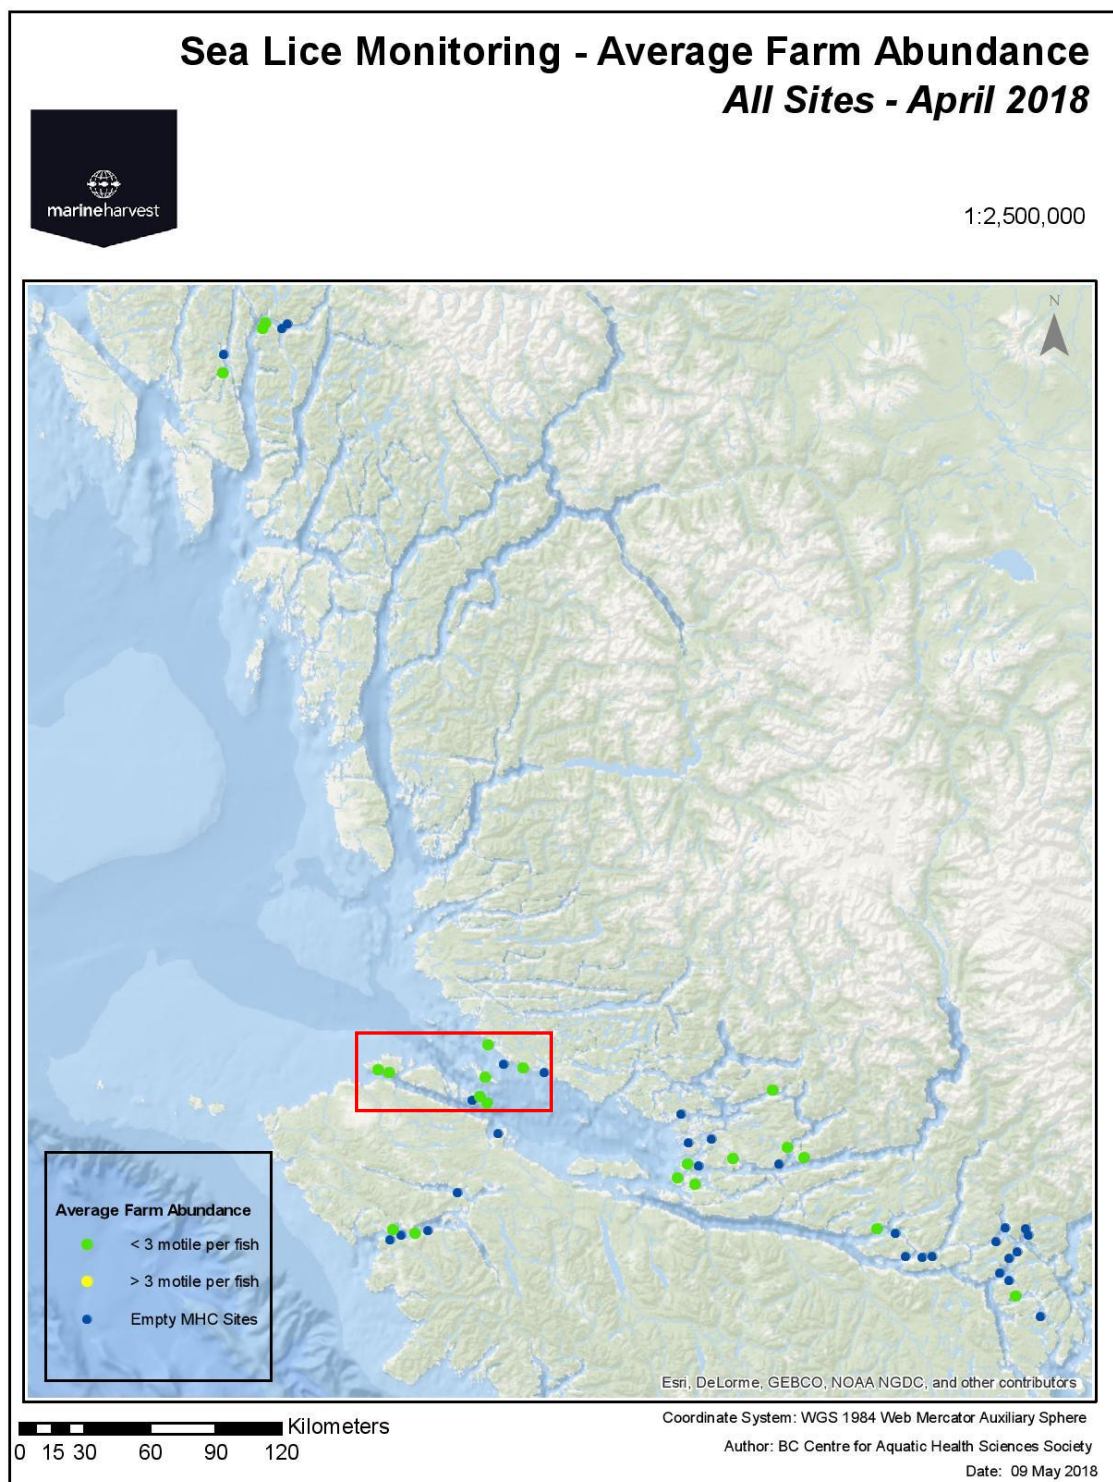 Sea Lice Monitoring - Average Farm Abundance
All Sites - April 2018
marineharvest
1:2,500,000
N
Average Farm Abundance
< 3 motile per fish
> 3 motile per fish
Empty MHC Sites
Esri, DeLorme, GEBCO, NOAA NGDC, and other contributors
Kilometers
0 15 30 60 90 120
Coordinate System: WGS 1984 Web Mercator Auxiliary Sphere
Author: BC Centre for Aquatic Health Sciences Society
Date: 09 May 2018